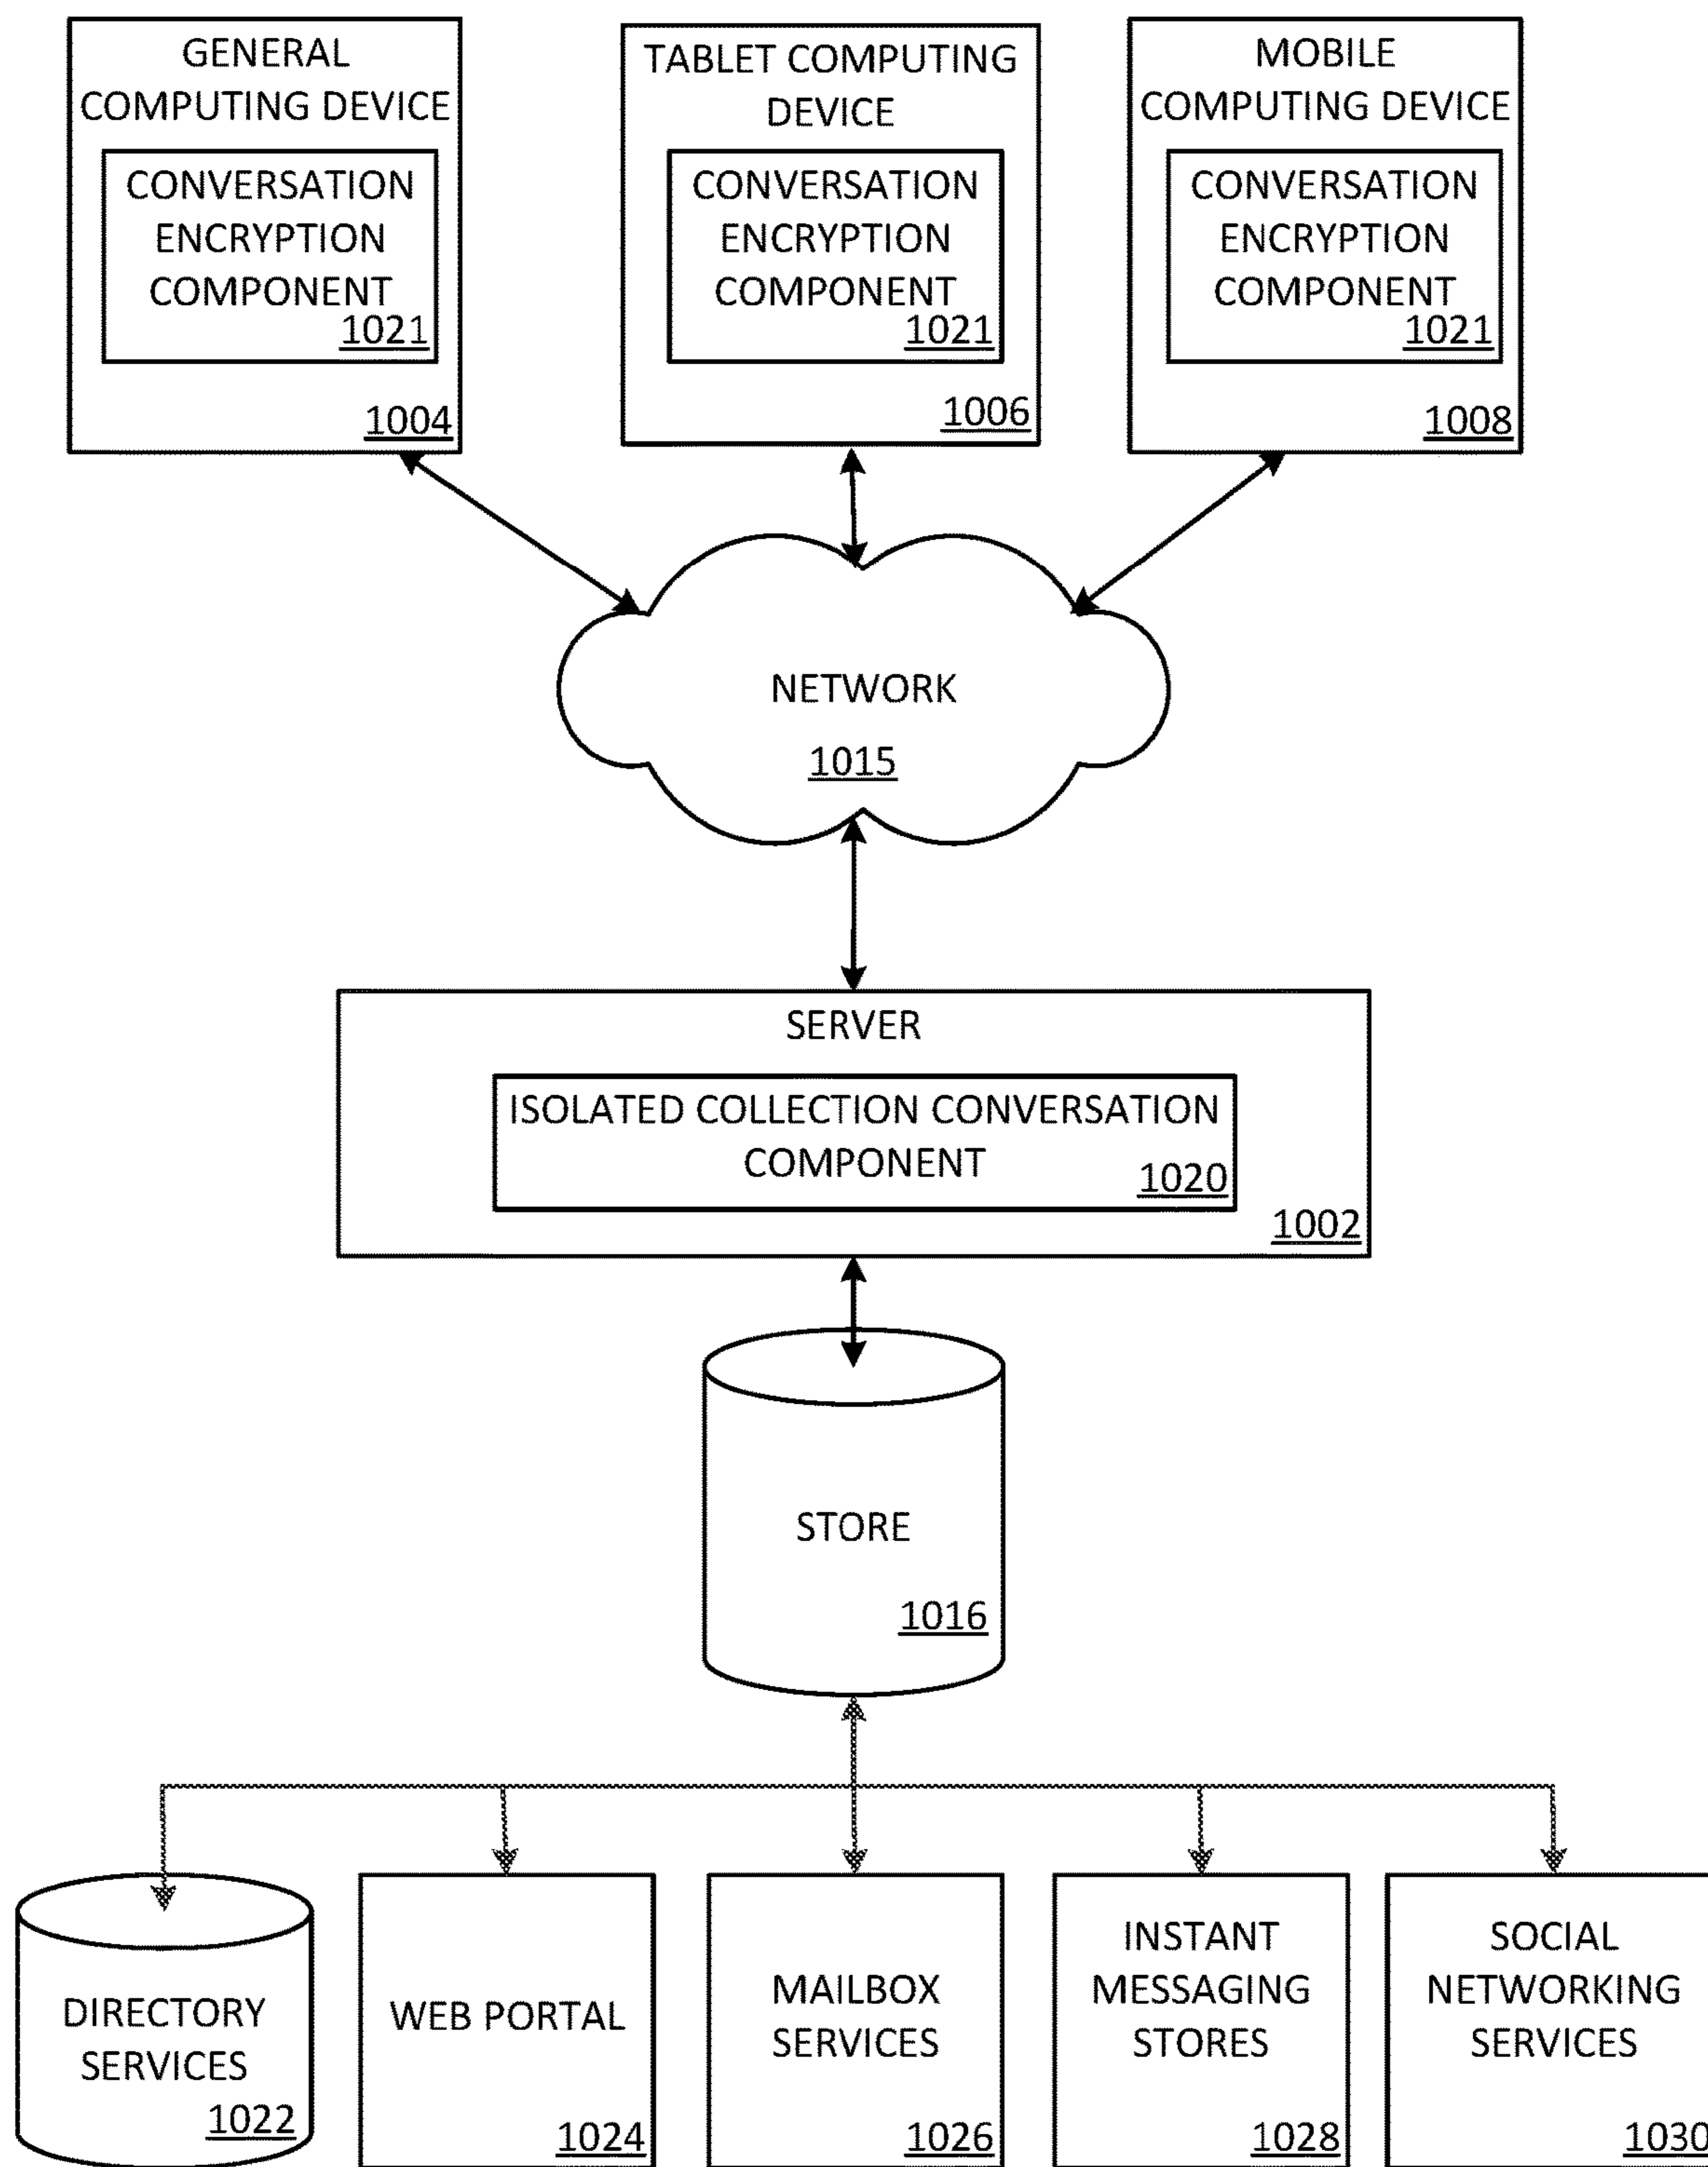 GENERAL
COMPUTING DEVICE
CONVERSATION
ENCRYPTION
COMPONENT
1021
1004
TABLET COMPUTING
DEVICE
CONVERSATION
ENCRYPTION
COMPONENT
1021
1006
MOBILE
COMPUTING DEVICE
CONVERSATION
ENCRYPTION
COMPONENT
1021
1008
NETWORK
1015
SERVER
ISOLATED COLLECTION CONVERSATION
COMPONENT
1020
1002
STORE
1016
DIRECTORY
SERVICES
1022
WEB PORTAL
1024
MAILBOX
SERVICES
1026
INSTANT
MESSAGING
STORES
1028
SOCIAL
NETWORKING
SERVICES
1030